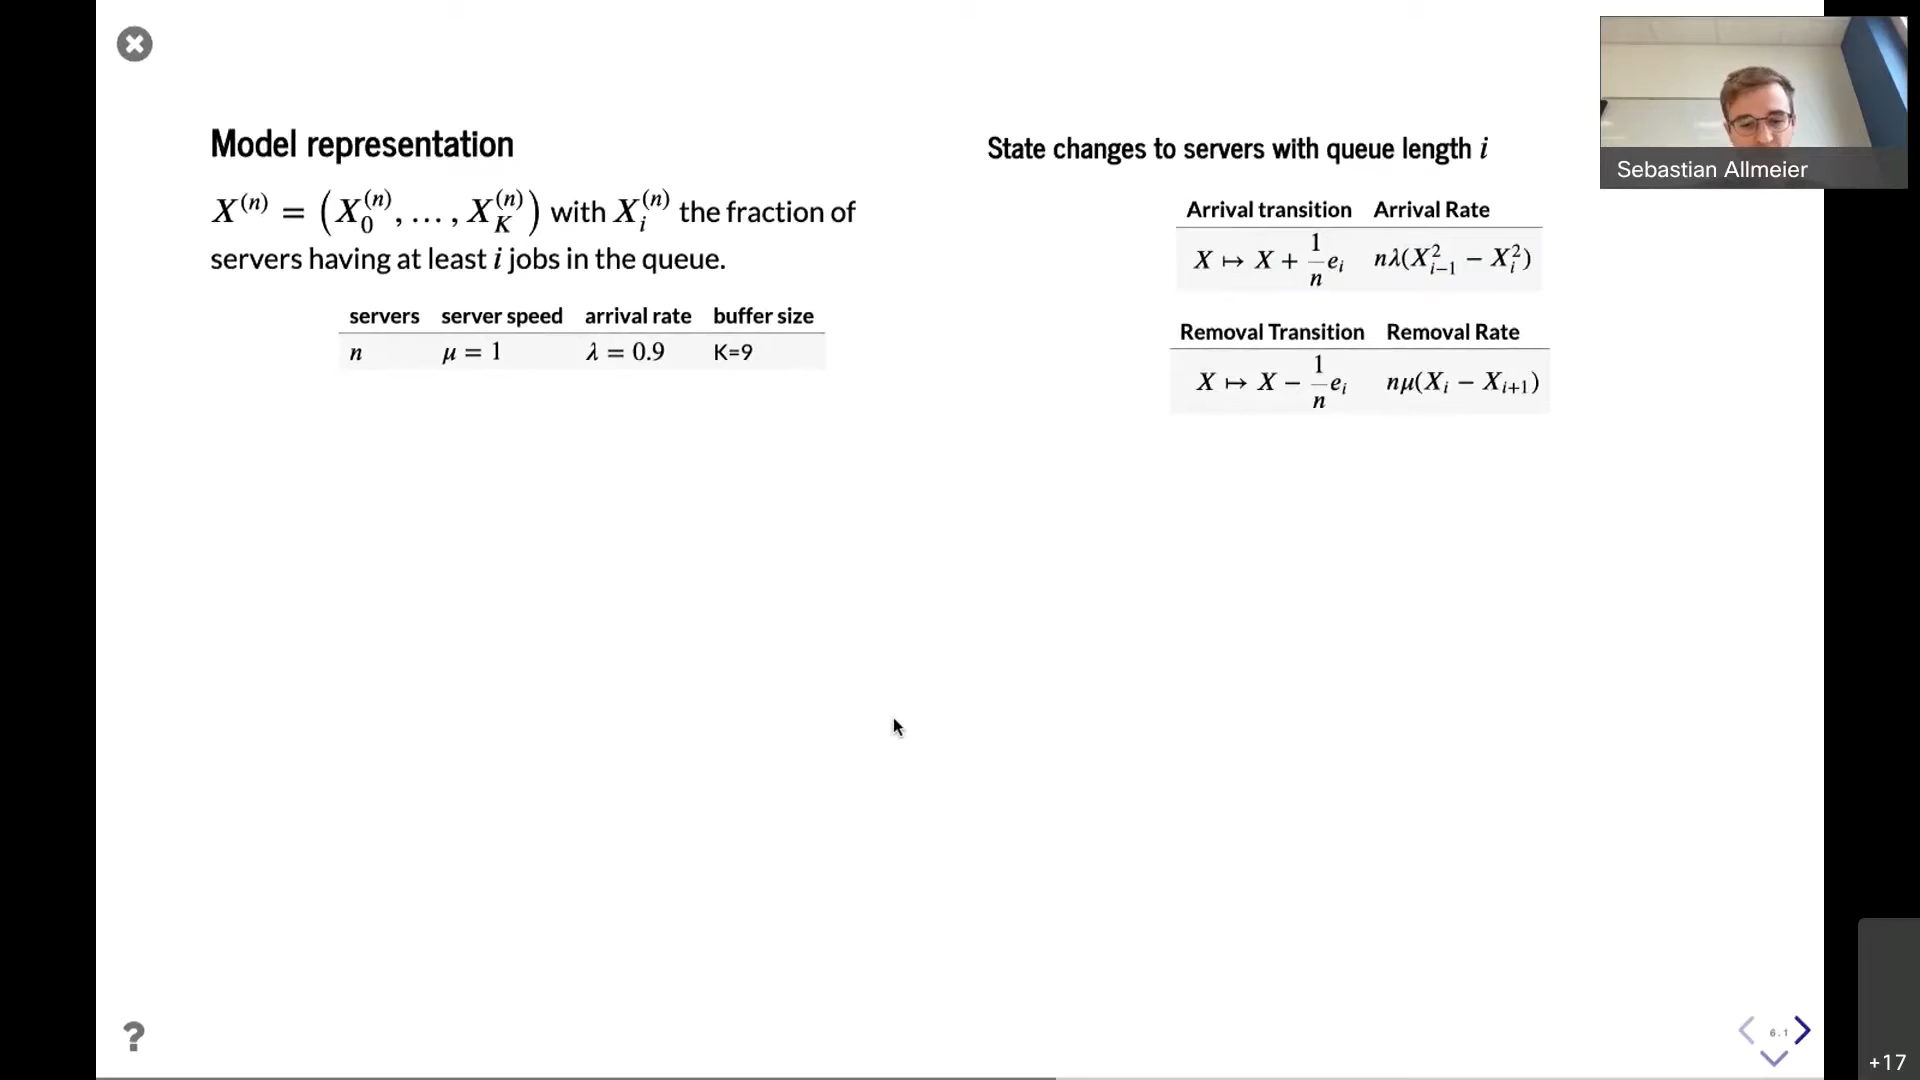 Model representation
X^{(n)} = (X_0^{(n)}, …, X_K^{(n)}) with X_i^{(n)} the fraction of
servers having at least i jobs in the queue.
servers server speed arrival rate buffer size
n μ = 1 λ = 0.9 K=9
State changes to servers with queue length i
Arrival transition Arrival Rate
X ↦ X + \frac{1}{n} e_i nλ(X_{i−1}^2 − X_i^2)
Removal Transition Removal Rate
X ↦ X − \frac{1}{n} e_i nμ(X_i − X_{i+1})
Sebastian Allmeier
?
6.1
+17